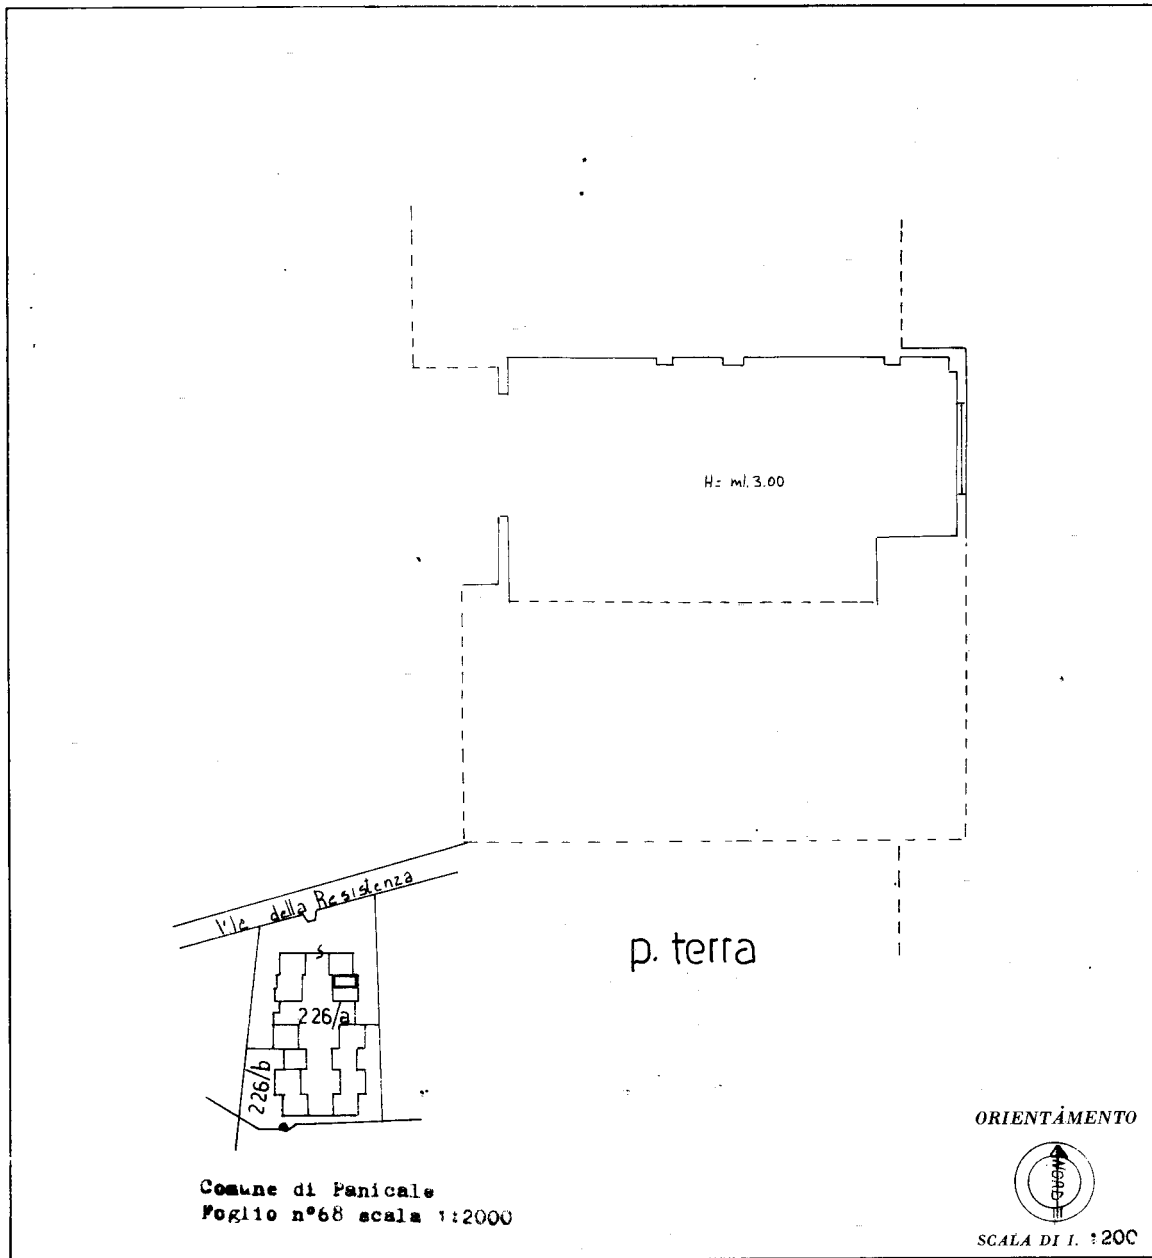 H= ml. 3.00
V.le della Resistenza
p. terra
S
226/a
226/b
ORIENTAMENTO
NORD
Comune di Panicale
Foglio n°68 scala 1:2000
SCALA DI 1:200